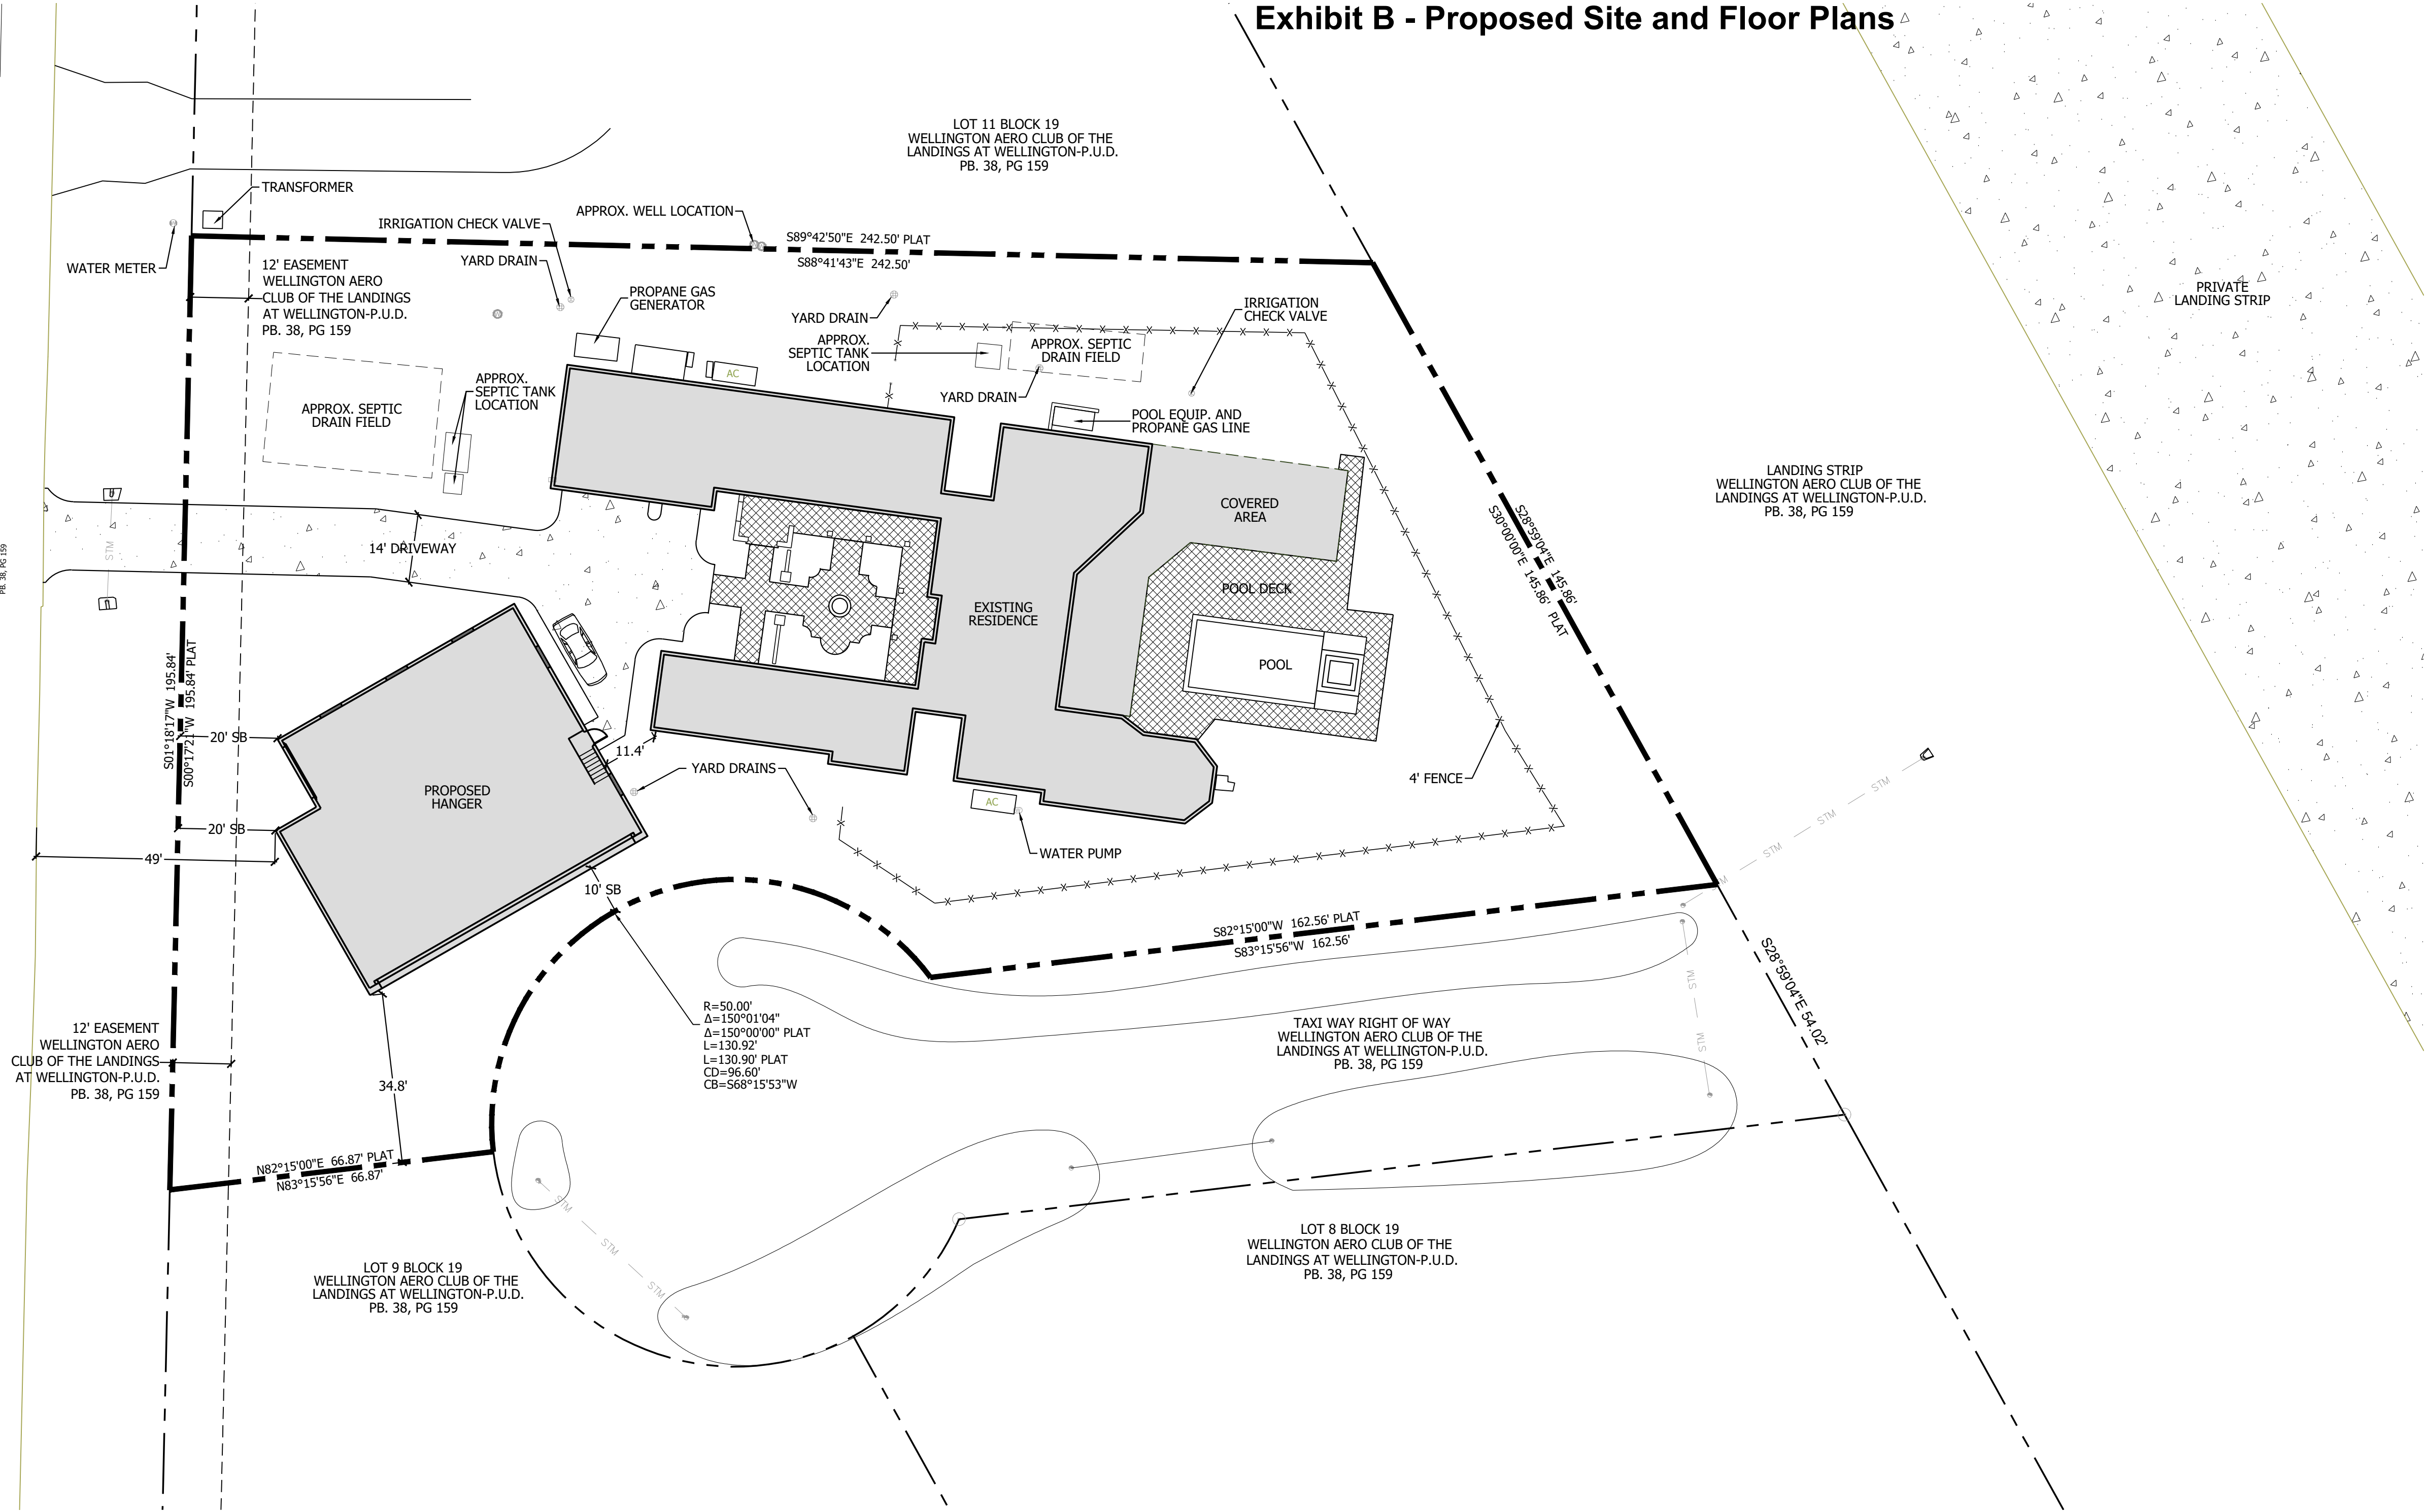 Exhibit B - Proposed Site and Floor Plans
LOT 11 BLOCK 19
WELLINGTON AERO CLUB OF THE
LANDINGS AT WELLINGTON-P.U.D.
PB. 38, PG 159
TRANSFORMER
APPROX. WELL LOCATION
IRRIGATION CHECK VALVE
S89°42'50"E  242.50' PLAT
S88°41'43"E  242.50'
WATER METER
YARD DRAIN
12' EASEMENT
WELLINGTON AERO
CLUB OF THE LANDINGS
AT WELLINGTON-P.U.D.
PB. 38, PG 159
PROPANE GAS
GENERATOR
YARD DRAIN
IRRIGATION
CHECK VALVE
PRIVATE
LANDING STRIP
APPROX.
SEPTIC TANK
LOCATION
APPROX. SEPTIC
DRAIN FIELD
AC
APPROX.
SEPTIC TANK
LOCATION
YARD DRAIN
APPROX. SEPTIC
DRAIN FIELD
POOL EQUIP. AND
PROPANE GAS LINE
LANDING STRIP
WELLINGTON AERO CLUB OF THE
LANDINGS AT WELLINGTON-P.U.D.
PB. 38, PG 159
COVERED
AREA
S28°59'04"E  145.86'
S30°00'00"E  145.86'  PLAT
STM
14' DRIVEWAY
PB. 38, PG 159
POOL DECK
EXISTING
RESIDENCE
POOL
S01°18'17"W  195.84'
S00°17'21"W  195.84' PLAT
20' SB
11.4'
YARD DRAINS
4' FENCE
PROPOSED
HANGER
AC
20' SB
49'
WATER PUMP
STM
STM
STM
STM
10' SB
S82°15'00"W  162.56' PLAT
S83°15'56"W  162.56'
STM
S28°59'04"E 54.02'
R=50.00'
Δ=150°01'04"
Δ=150°00'00" PLAT
L=130.92'
L=130.90' PLAT
CD=96.60'
CB=S68°15'53"W
TAXI WAY RIGHT OF WAY
WELLINGTON AERO CLUB OF THE
LANDINGS AT WELLINGTON-P.U.D.
PB. 38, PG 159
STM
12' EASEMENT
WELLINGTON AERO
CLUB OF THE LANDINGS
AT WELLINGTON-P.U.D.
PB. 38, PG 159
34.8'
N82°15'00"E  66.87' PLAT
N83°15'56"E  66.87'
STM
STM
STM
LOT 8 BLOCK 19
WELLINGTON AERO CLUB OF THE
LANDINGS AT WELLINGTON-P.U.D.
PB. 38, PG 159
LOT 9 BLOCK 19
WELLINGTON AERO CLUB OF THE
LANDINGS AT WELLINGTON-P.U.D.
PB. 38, PG 159